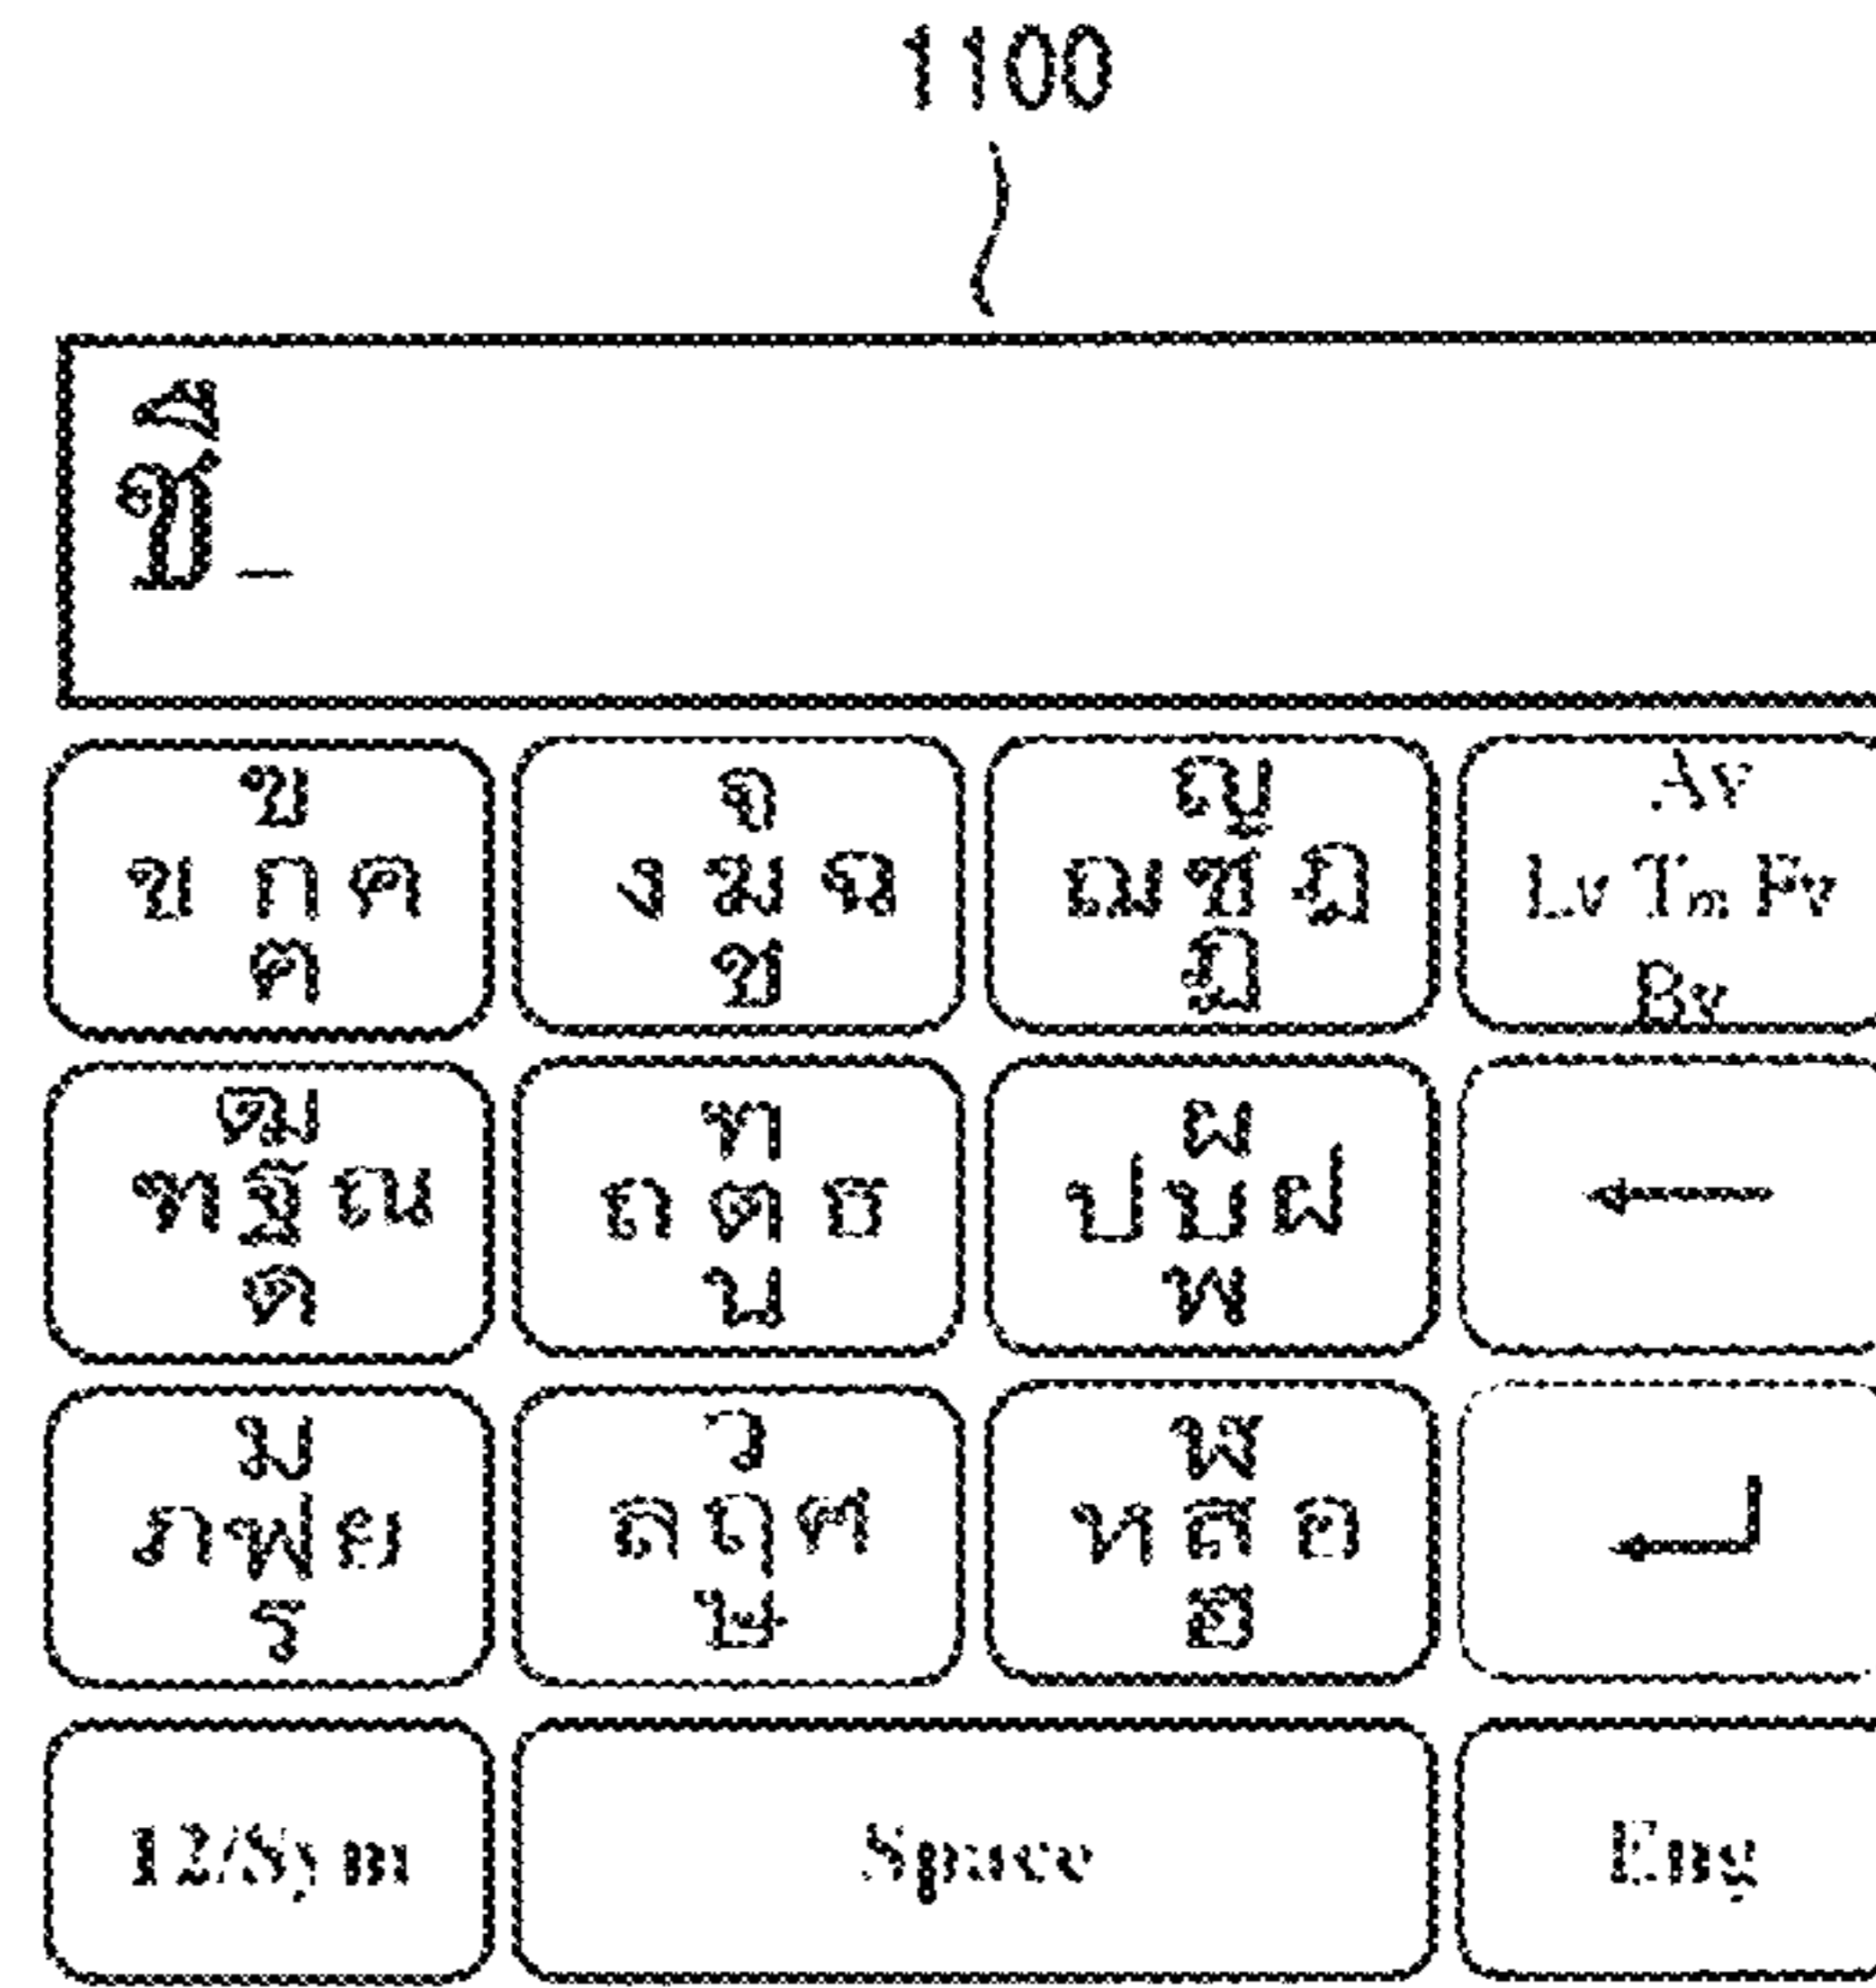 1100
ชื_
ฃ จ ญ Av
ข ก ค ง ฆ ฉ ฌ ซ ฎ Lv Tm Fv
ฅ ช ฏ Bv
ฒ ท ผ
ฑ ฐ ณ ถ ต ธ ป บ ฝ
ด น พ
ม ว ฬ
ภ ฟ ย ล ฤ ศ ห ส อ
ร ษ ฮ
12/Sym Space Eng